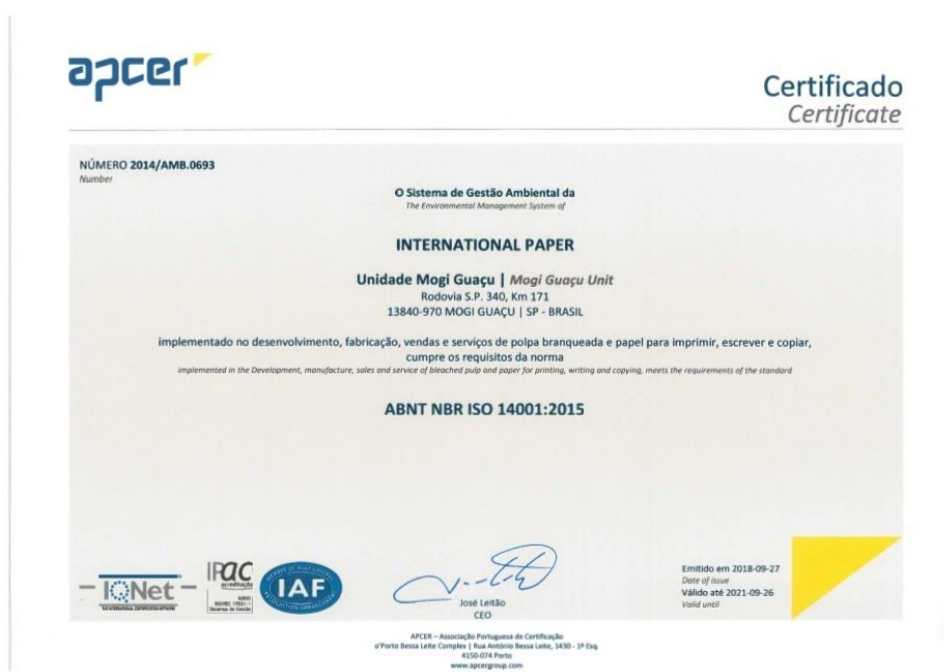 apcer
Certificado
Certificate
NÚMERO 2014/AMB.0693
Number
O Sistema de Gestão Ambiental da
The Environmental Management System of
INTERNATIONAL PAPER
Unidade Mogi Guaçu | Mogi Guaçu Unit
Rodovia S.P. 340, Km 171
13840-970 MOGI GUAÇU | SP - BRASIL
implementado no desenvolvimento, fabricação, vendas e serviços de polpa branqueada e papel para imprimir, escrever e copiar,
cumpre os requisitos da norma
implemented in the Development, manufacture, sales and service of bleached pulp and paper for printing, writing and copying, meets the requirements of the standard
ABNT NBR ISO 14001:2015
IQNet
THE INTERNATIONAL CERTIFICATION NETWORK
IPAC
acreditação
IAF
José Leitão
CEO
Emitido em 2018-09-27
Date of issue
Válido até 2021-09-26
Valid until
APCER – Associação Portuguesa de Certificação
o'Porto Bessa Leite Complex | Rua António Bessa Leite, 1430 - 1º Esq.
4150-074 Porto
www.apcergroup.com